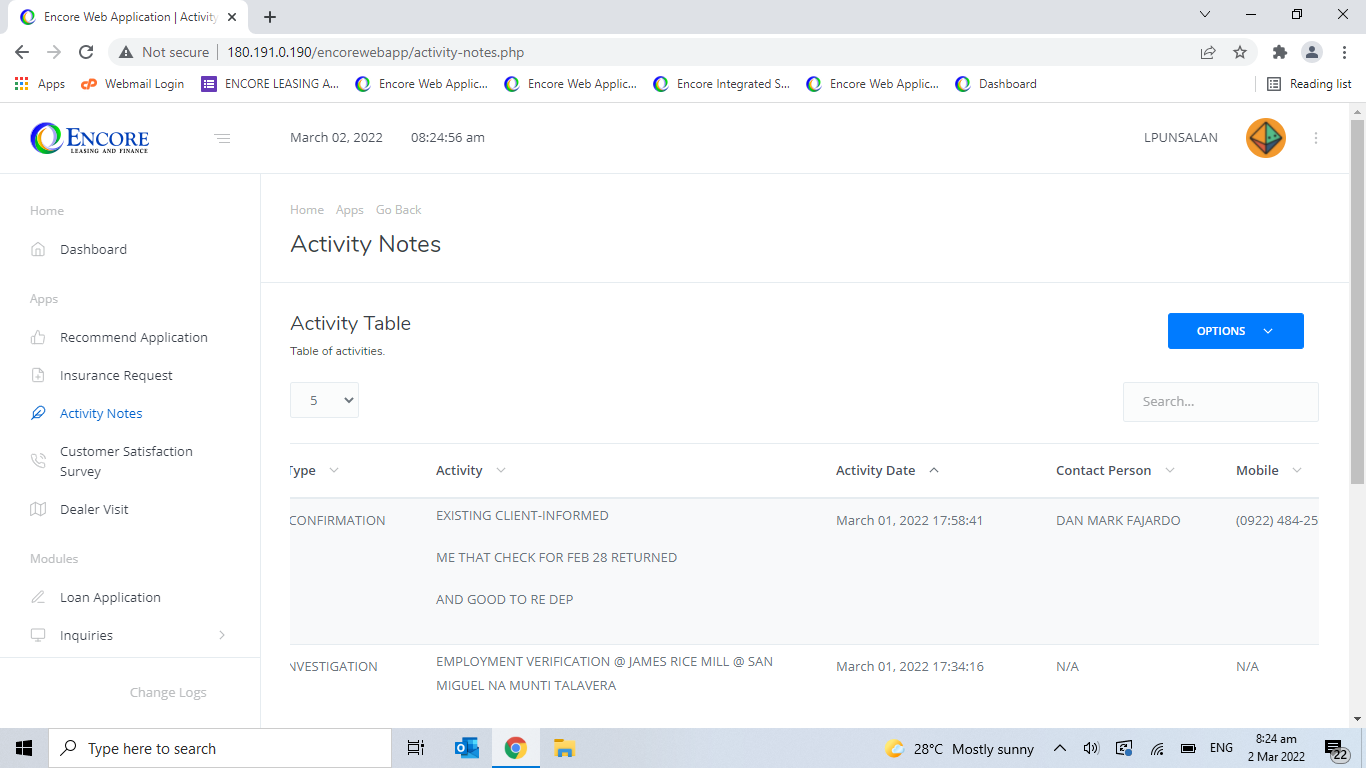 Encore Web Application | Activity
Not secure
180.191.0.190/encorewebapp/activity-notes.php
Apps
Webmail Login
ENCORE LEASING A...
Encore Web Applic...
Encore Web Applic...
Encore Integrated S...
Encore Web Applic...
Dashboard
Reading list
ENCORE
LEASING AND FINANCE
March 02, 2022
08:24:56 am
LPUNSALAN
Home
Dashboard
Apps
Recommend Application
Insurance Request
Activity Notes
Customer Satisfaction
Survey
Dealer Visit
Modules
Loan Application
Inquiries
Change Logs
Home Apps Go Back
Activity Notes
Activity Table
Table of activities.
OPTIONS
5
Search...
Type
Activity
Activity Date
Contact Person
Mobile
CONFIRMATION
EXISTING CLIENT-INFORMED
ME THAT CHECK FOR FEB 28 RETURNED
AND GOOD TO RE DEP
March 01, 2022 17:58:41
DAN MARK FAJARDO
(0922) 484-25
NVESTIGATION
EMPLOYMENT VERIFICATION @ JAMES RICE MILL @ SAN
MIGUEL NA MUNTI TALAVERA
March 01, 2022 17:34:16
N/A
N/A
Type here to search
28°C Mostly sunny
ENG
8:24 am
2 Mar 2022
22